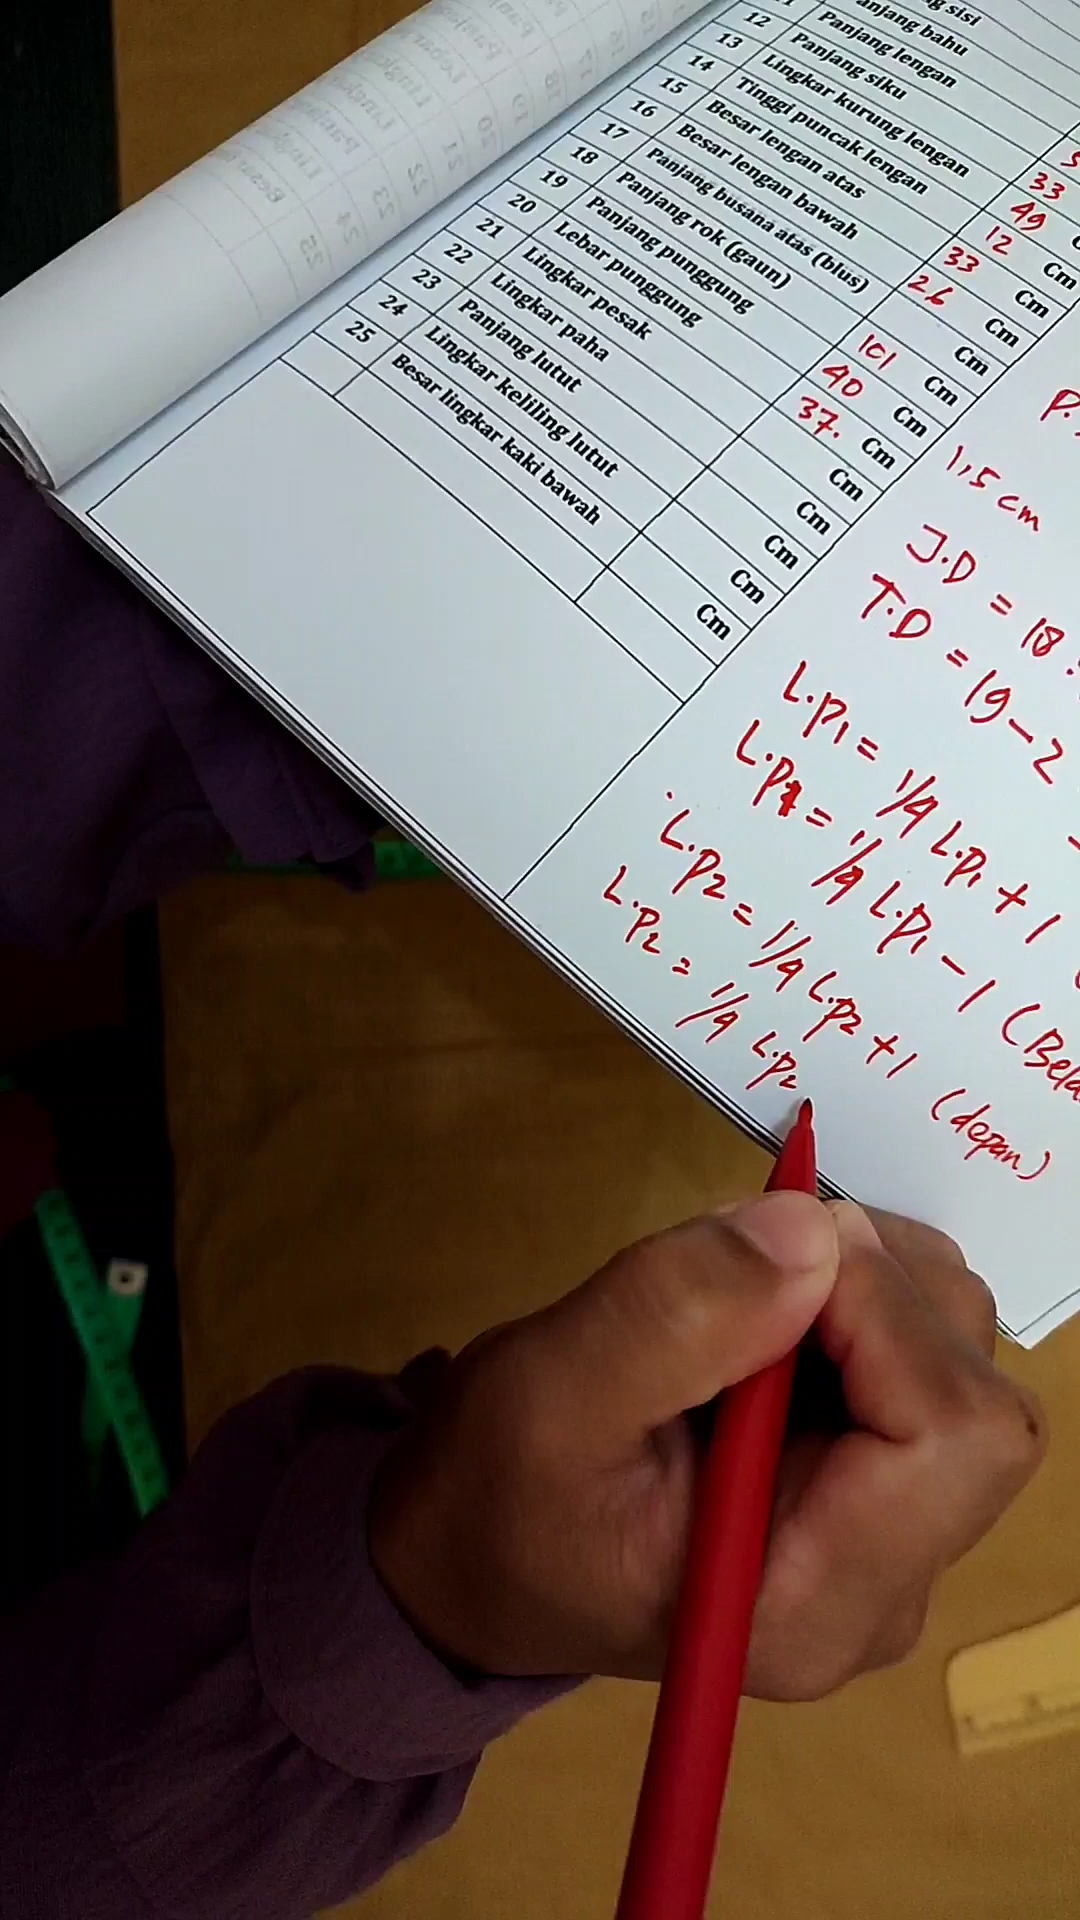 sisi
12 Panjang bahu
13 Panjang lengan
14 Panjang siku
15 Lingkar kurung lengan 33
16 Tinggi puncak lengan 49
17 Besar lengan atas 12 Cm
18 Besar lengan bawah 33 Cm
19 Panjang busana atas (blus) 26 Cm
20 Panjang rok (gaun) Cm
21 Panjang punggung 101 Cm
22 Lebar punggung 40 Cm
23 Lingkar pesak 37. Cm
24 Lingkar paha Cm
25 Panjang lutut Cm
Lingkar keliling lutut Cm
Besar lingkar kaki bawah Cm
Cm
1,5 cm
J.D = 18
T.D = 19 - 2
L.P1 = 1/4 L.P1 + 1
L.P1 = 1/4 L.P1 - 1 (Bela
L.P2 = 1/4 L.P2 + 1 (depan)
L.P2 = 1/4 L.P2